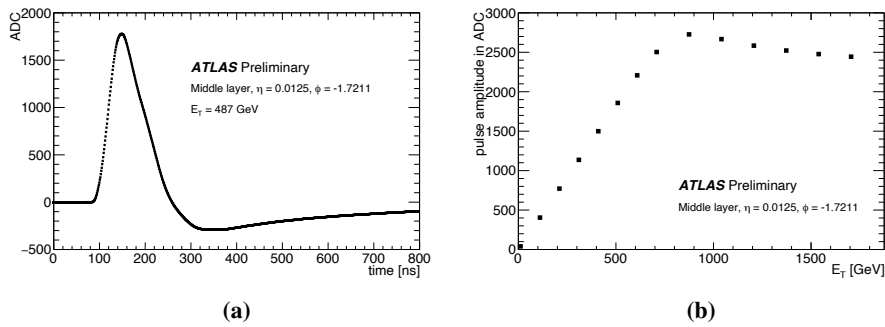 ADC
2000
1500
1000
500
0
−500
0 100 200 300 400 500 600 700 800
time [ns]
ATLAS Preliminary
Middle layer, η = 0.0125, ϕ = -1.7211
E_T = 487 GeV
(a)
pulse amplitude in ADC
3000
2500
2000
1500
1000
500
0
0 500 1000 1500
E_T [GeV]
ATLAS Preliminary
Middle layer, η = 0.0125, ϕ = -1.7211
(b)